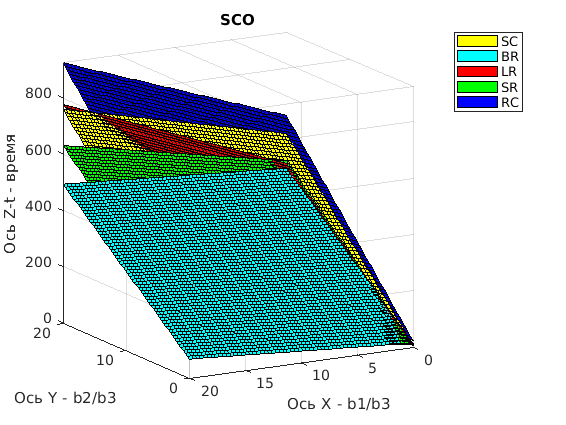 SCO
SC
BR
LR
SR
RC
Ось Z-t - время
800
600
400
200
0
20
10
0
Ось Y - b2/b3
20
15
10
5
0
Ось X - b1/b3